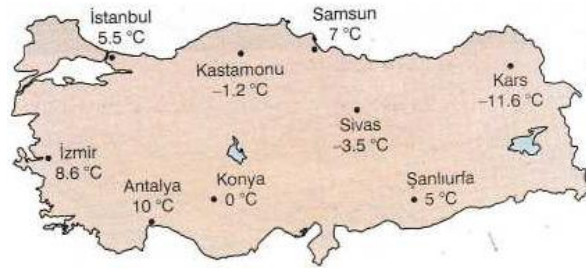 İstanbul
5.5 °C
Samsun
7 °C
Kastamonu
–1.2 °C
Kars
–11.6 °C
Sivas
–3.5 °C
İzmir
8.6 °C
Antalya
10 °C
Konya
0 °C
Şanlıurfa
5 °C